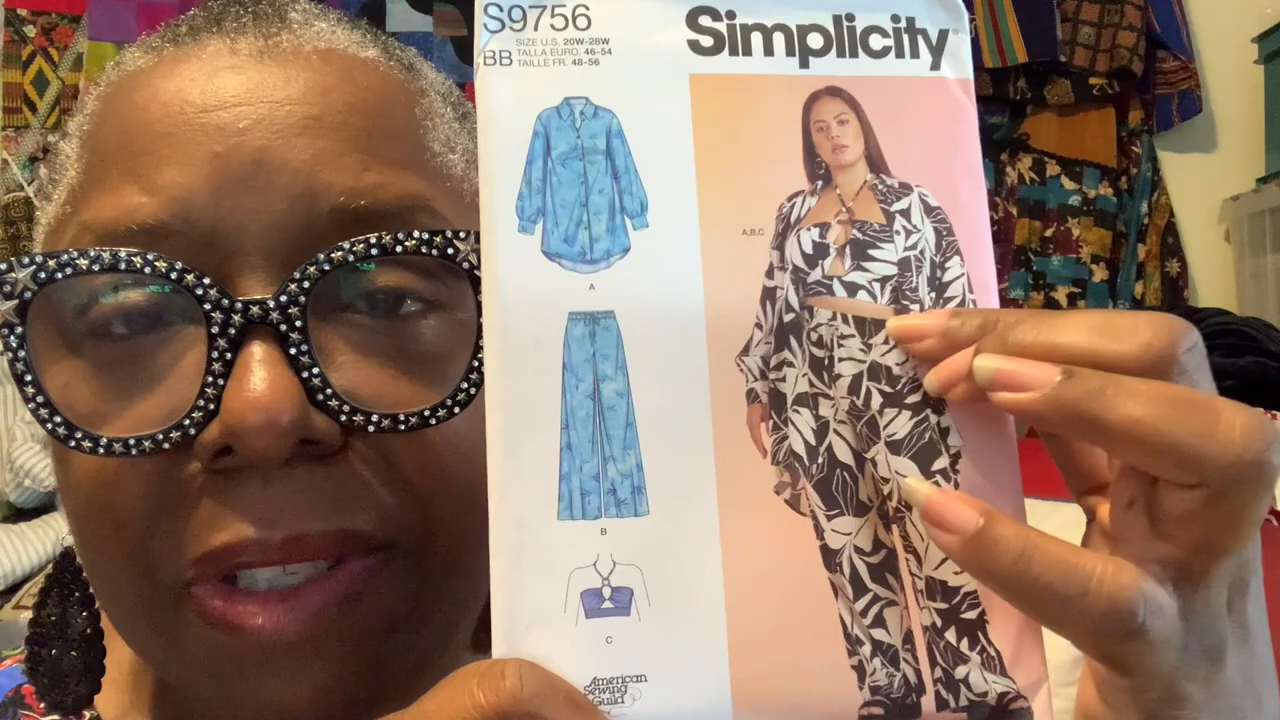 S9756
BB
SIZE U.S. 20W-28W
TALLA EURO. 46-54
TAILLE FR. 48-56
Simplicity®
A
B
C
A,B,C
American
Sewing
Guild